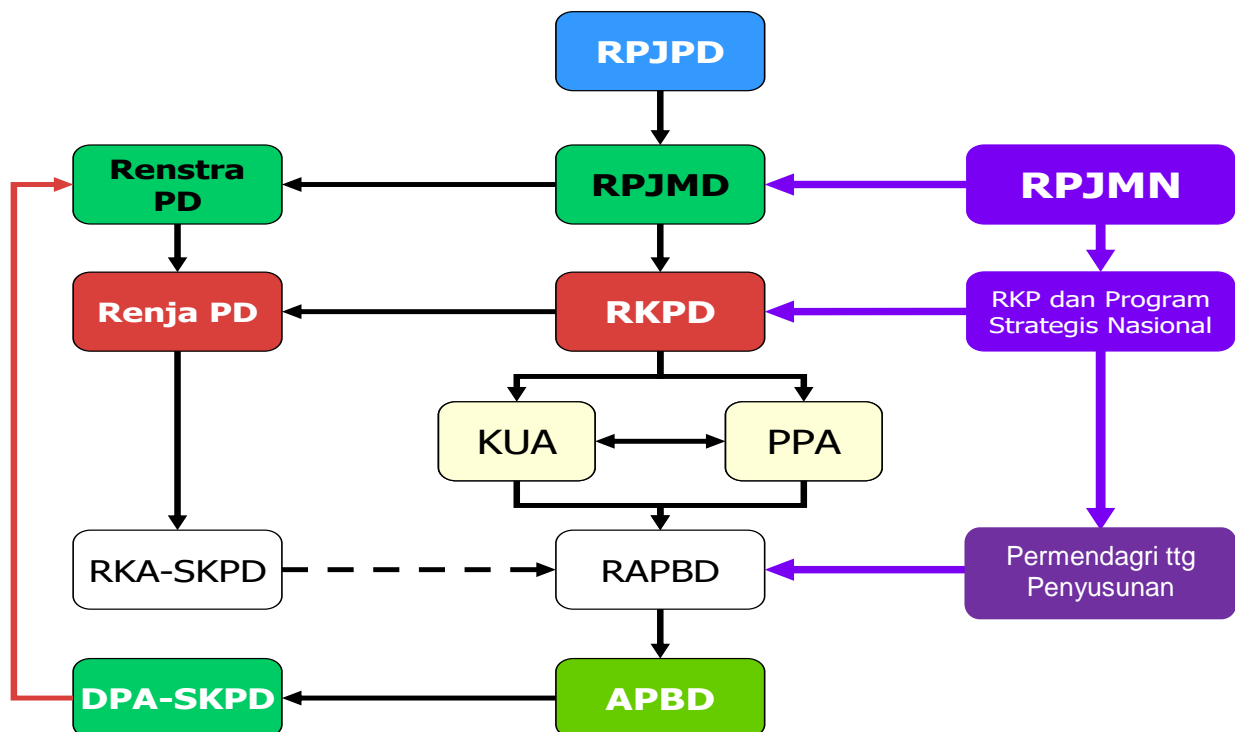 RPJPD
Renstra
PD
RPJMD
RPJMN
Renja PD
RKPD
RKP dan Program
Strategis Nasional
KUA
PPA
RKA-SKPD
RAPBD
Permendagri ttg
Penyusunan
DPA-SKPD
APBD